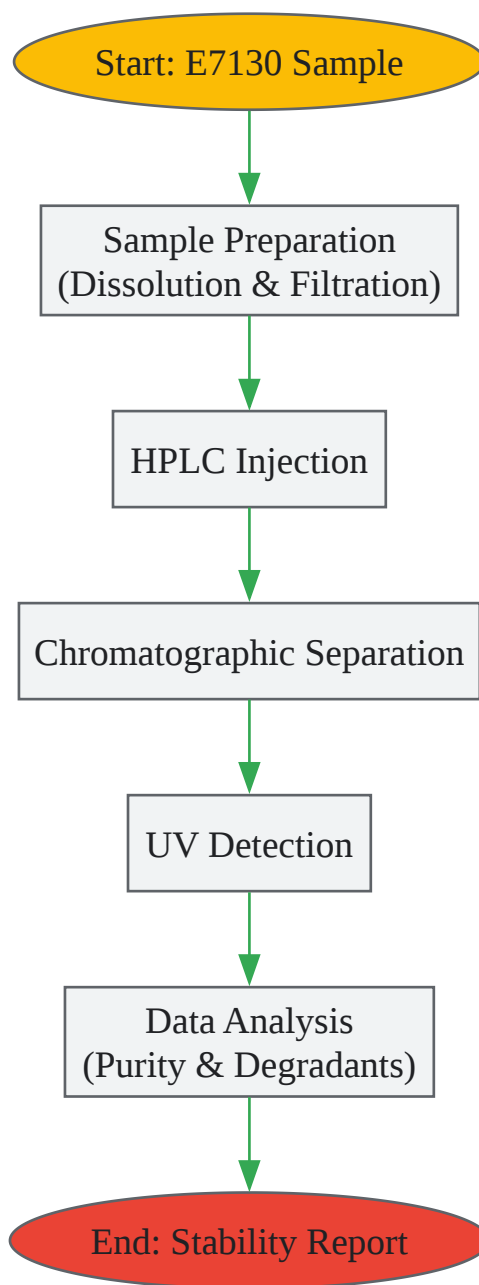 Start: E7130 Sample
Sample Preparation
(Dissolution & Filtration)
HPLC Injection
Chromatographic Separation
UV Detection
Data Analysis
(Purity & Degradants)
End: Stability Report